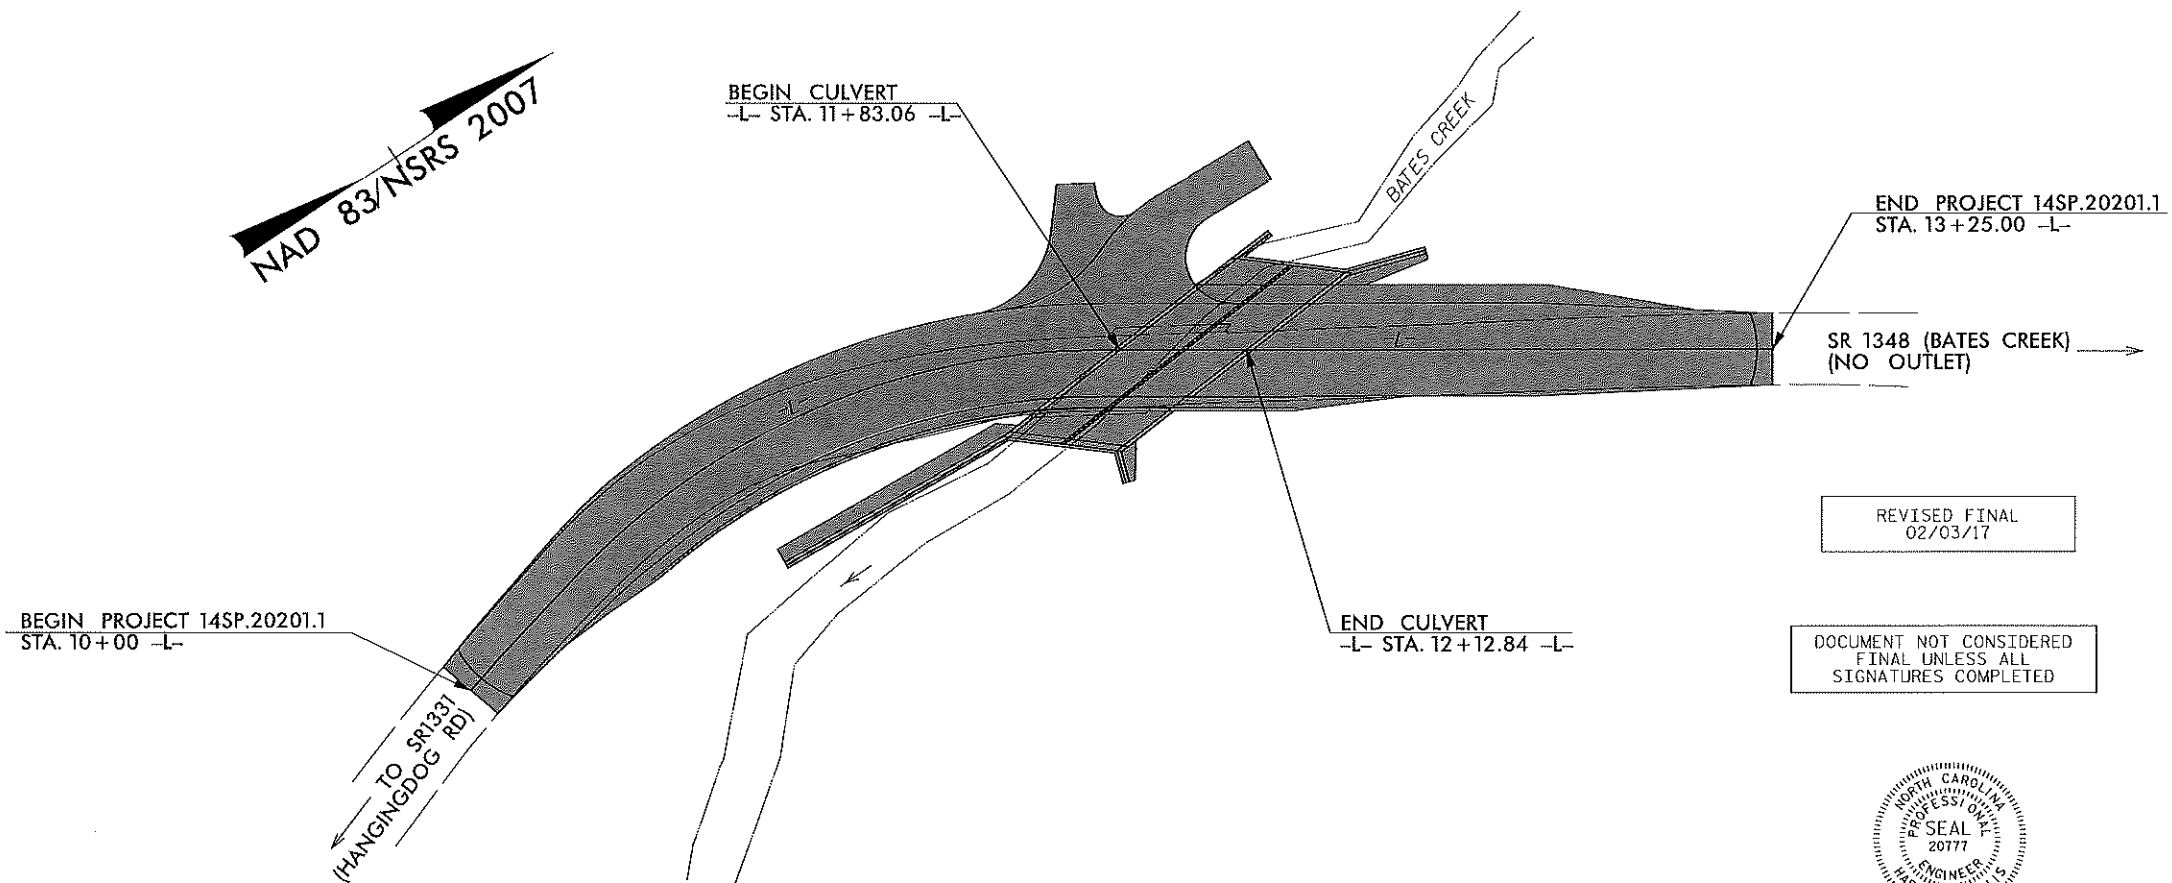 NAD 83/NSRS 2007
BEGIN CULVERT
-L- STA. 11+83.06 -L-
BATES CREEK
END PROJECT 14SP.20201.1
STA. 13+25.00 -L-
SR 1348 (BATES CREEK)
(NO OUTLET)
-L-
L-
REVISED FINAL
02/03/17
BEGIN PROJECT 14SP.20201.1
STA. 10+00 -L-
END CULVERT
-L- STA. 12+12.84 -L-
DOCUMENT NOT CONSIDERED
FINAL UNLESS ALL
SIGNATURES COMPLETED
TO SR1331
(HANGINGDOG RD)
NORTH CAROLINA
PROFESSIONAL
SEAL
20777
ENGINEER